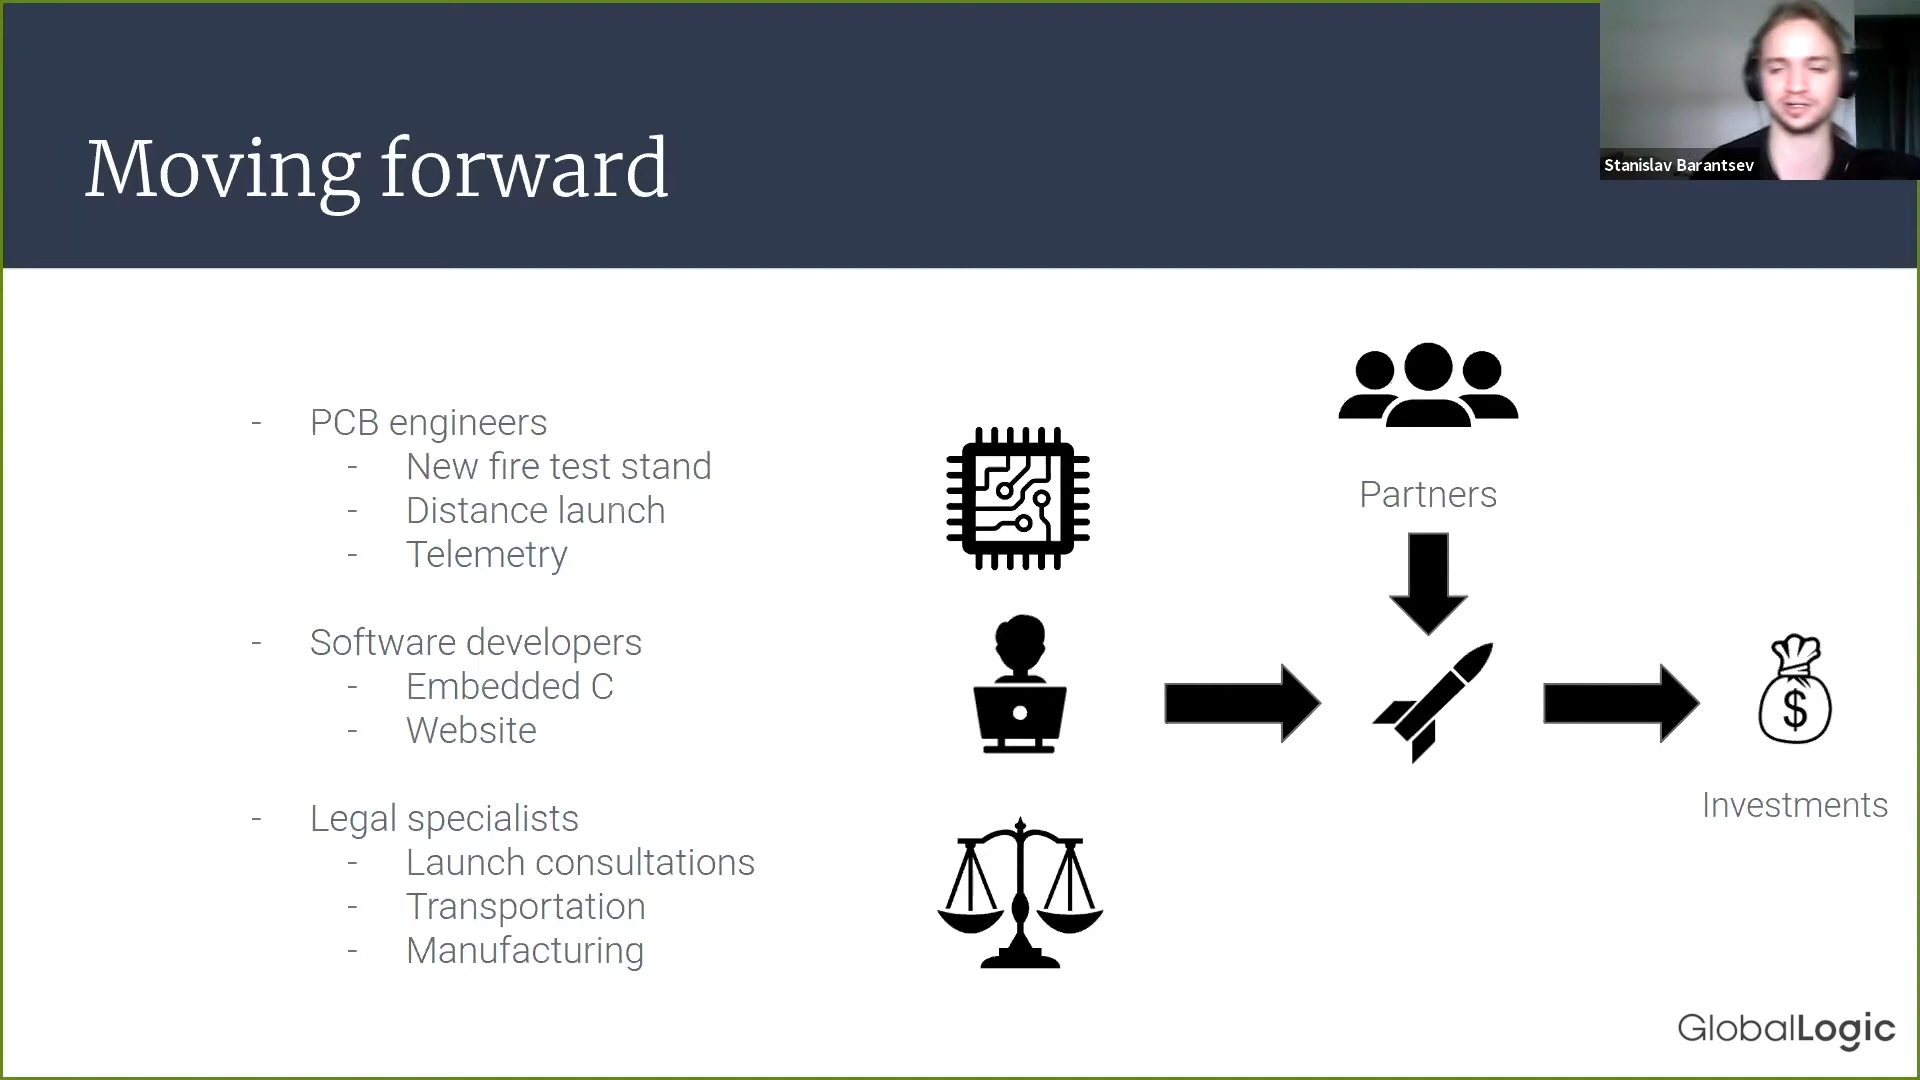 Moving forward
Stanislav Barantsev
- PCB engineers
- New fire test stand
- Distance launch
- Telemetry
- Software developers
- Embedded C
- Website
- Legal specialists
- Launch consultations
- Transportation
- Manufacturing
Partners
$
Investments
GlobalLogic